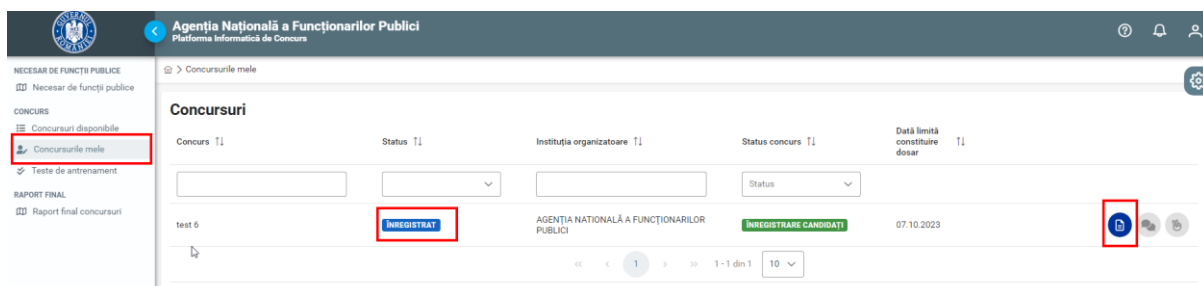 GUVERNUL ROMÂNIEI
Agenția Națională a Funcționarilor Publici
Platforma Informatică de Concurs
NECESAR DE FUNCȚII PUBLICE
Necesar de funcții publice
CONCURS
Concursuri disponibile
Concursurile mele
Teste de antrenament
RAPORT FINAL
Raport final concursuri
> Concursurile mele
Concursuri
Concurs
Status
Instituția organizatoare
Status concurs
Dată limită
constituire
dosar
Status
test 6
ÎNREGISTRAT
AGENȚIA NATIONALĂ A FUNCȚIONARILOR
PUBLICI
ÎNREGISTRARE CANDIDAȚI
07.10.2023
<< < 1 > >> 1 - 1 din 1 10